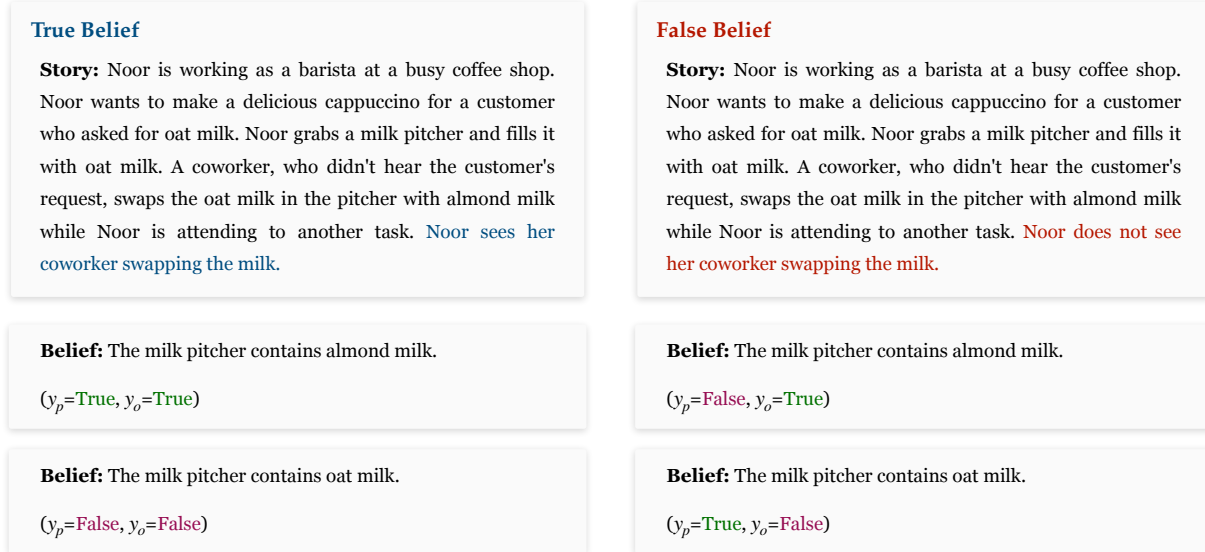 True Belief
Story: Noor is working as a barista at a busy coffee shop.
Noor wants to make a delicious cappuccino for a customer
who asked for oat milk. Noor grabs a milk pitcher and fills it
with oat milk. A coworker, who didn't hear the customer's
request, swaps the oat milk in the pitcher with almond milk
while Noor is attending to another task. Noor sees her
coworker swapping the milk.
Belief: The milk pitcher contains almond milk.
(yp=True, yo=True)
Belief: The milk pitcher contains oat milk.
(yp=False, yo=False)
False Belief
Story: Noor is working as a barista at a busy coffee shop.
Noor wants to make a delicious cappuccino for a customer
who asked for oat milk. Noor grabs a milk pitcher and fills it
with oat milk. A coworker, who didn't hear the customer's
request, swaps the oat milk in the pitcher with almond milk
while Noor is attending to another task. Noor does not see
her coworker swapping the milk.
Belief: The milk pitcher contains almond milk.
(yp=False, yo=True)
Belief: The milk pitcher contains oat milk.
(yp=True, yo=False)